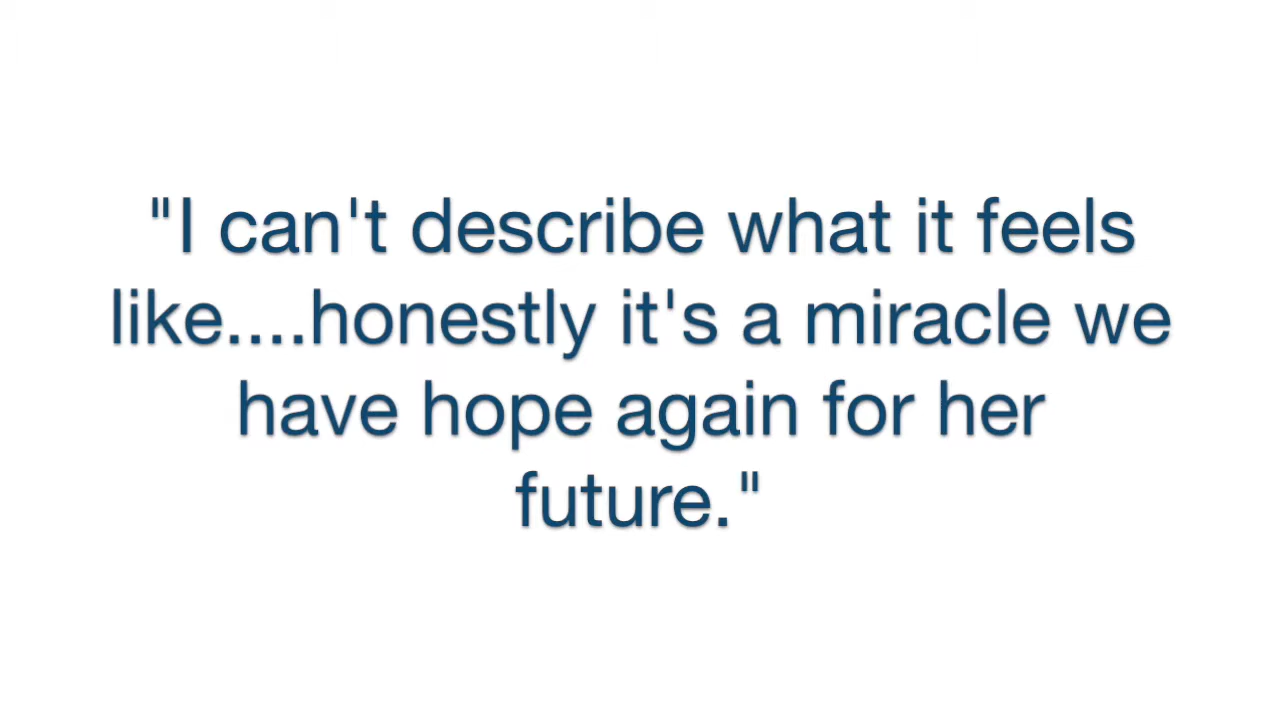 "I can't describe what it feels
like....honestly it's a miracle we
have hope again for her
future."